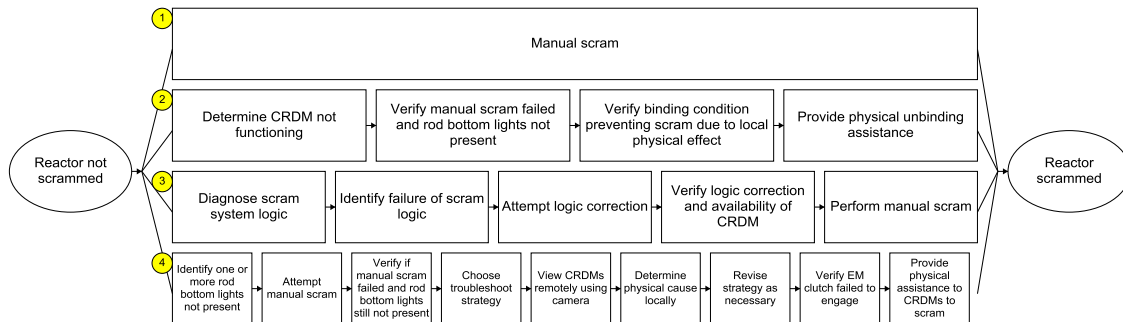 1
Manual scram
2
Determine CRDM not
functioning
Verify manual scram failed
and rod bottom lights not
present
Verify binding condition
preventing scram due to local
physical effect
Provide physical unbinding
assistance
Reactor not
scrammed
Reactor
scrammed
3
Diagnose scram
system logic
Identify failure of scram
logic
Attempt logic correction
Verify logic correction
and availability of
CRDM
Perform manual scram
4
Identify one or
more rod
bottom lights
not present
Attempt
manual scram
Verify if
manual scram
failed and rod
bottom lights
still not present
Choose
troubleshoot
strategy
View CRDMs
remotely using
camera
Determine
physical cause
locally
Revise
strategy as
necessary
Verify EM
clutch failed to
engage
Provide
physical
assistance to
CRDMs to
scram